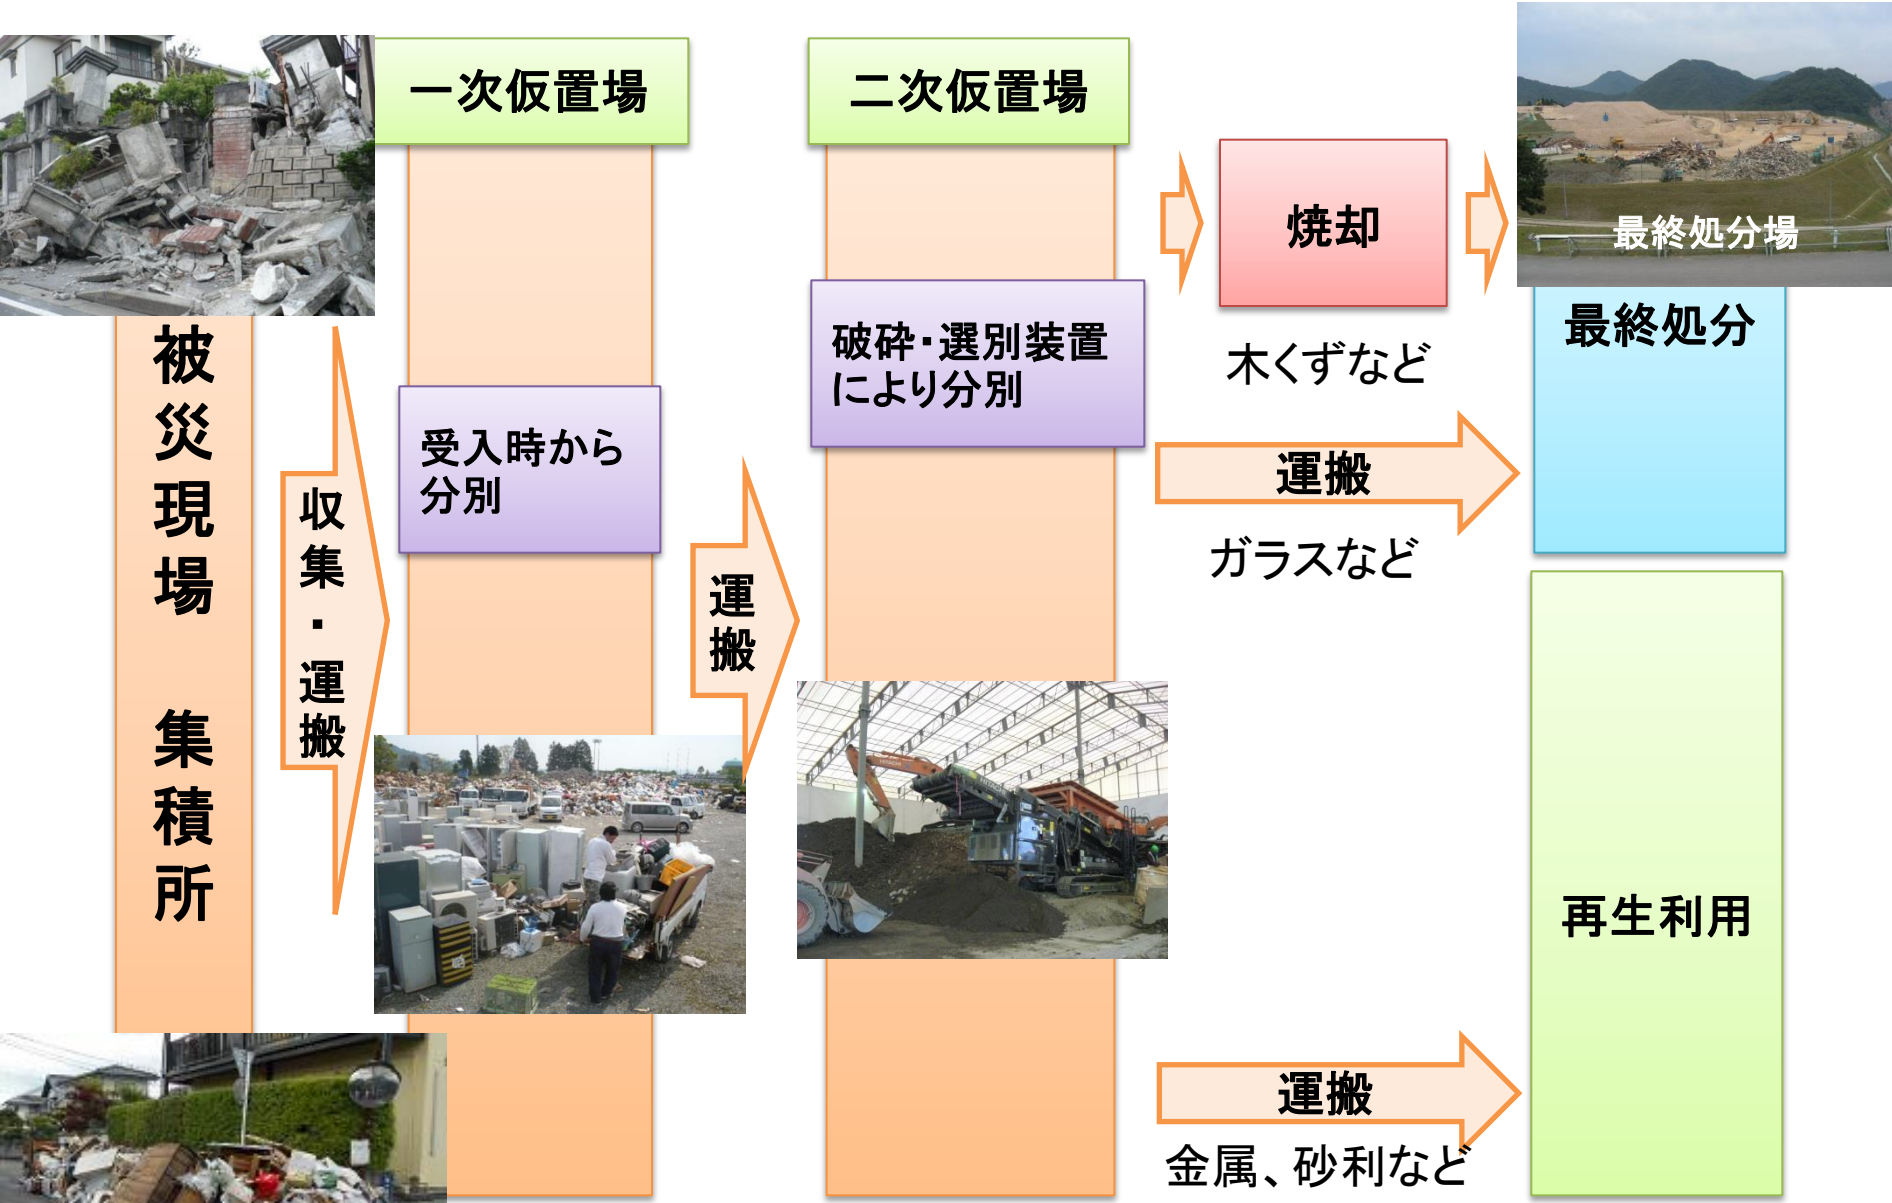 被災現場 集積所
収集・運搬
一次仮置場
受入時から
分別
運搬
二次仮置場
破砕・選別装置
により分別
焼却
木くずなど
運搬
ガラスなど
最終処分場
最終処分
運搬
金属、砂利など
再生利用